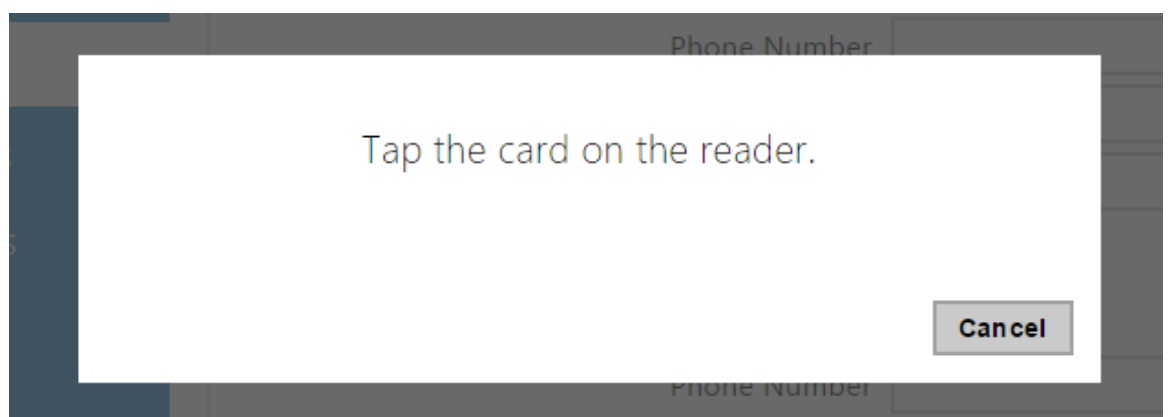 Phone Number
Tap the card on the reader.
s
Cancel
Phone Number